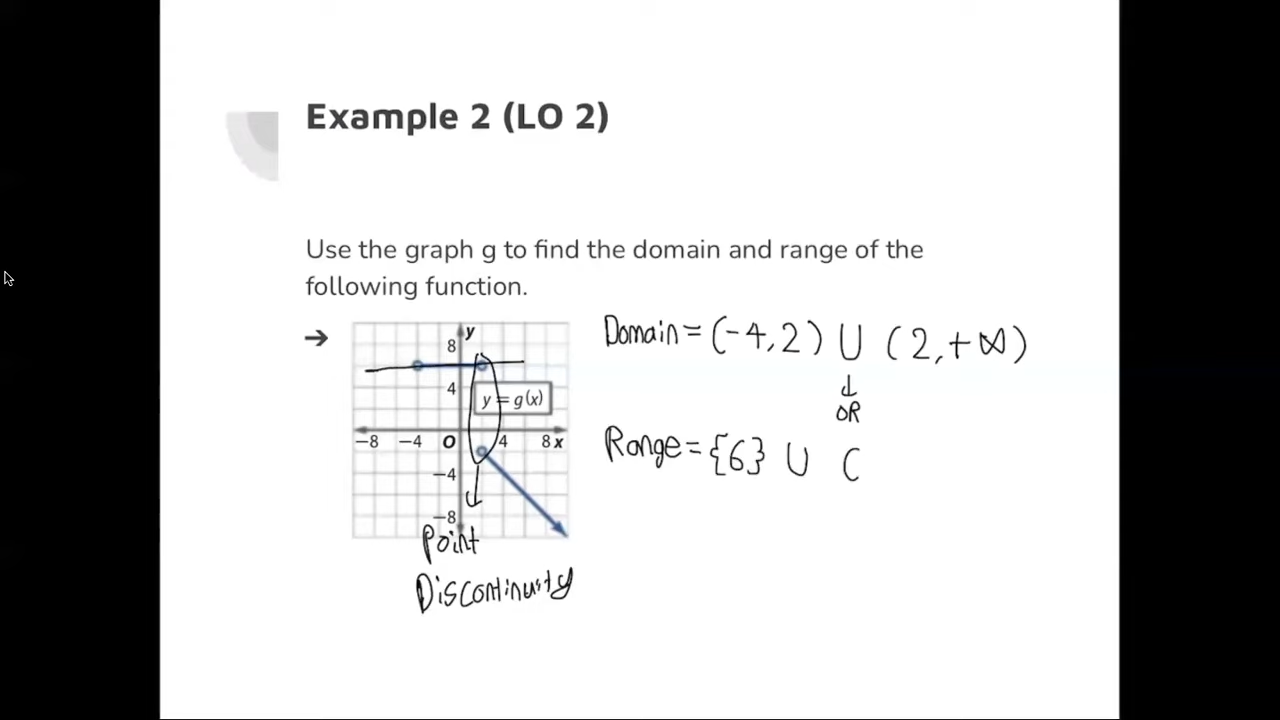 Example 2 (LO 2)
Use the graph g to find the domain and range of the
following function.
➔
Domain = (-4,2) ∪ (2,+∞)
↓
OR
Range = {6} ∪ (
y
8
4
y = g(x)
−8 −4 O 4 8 x
−4
−8
Point
Discontinuity